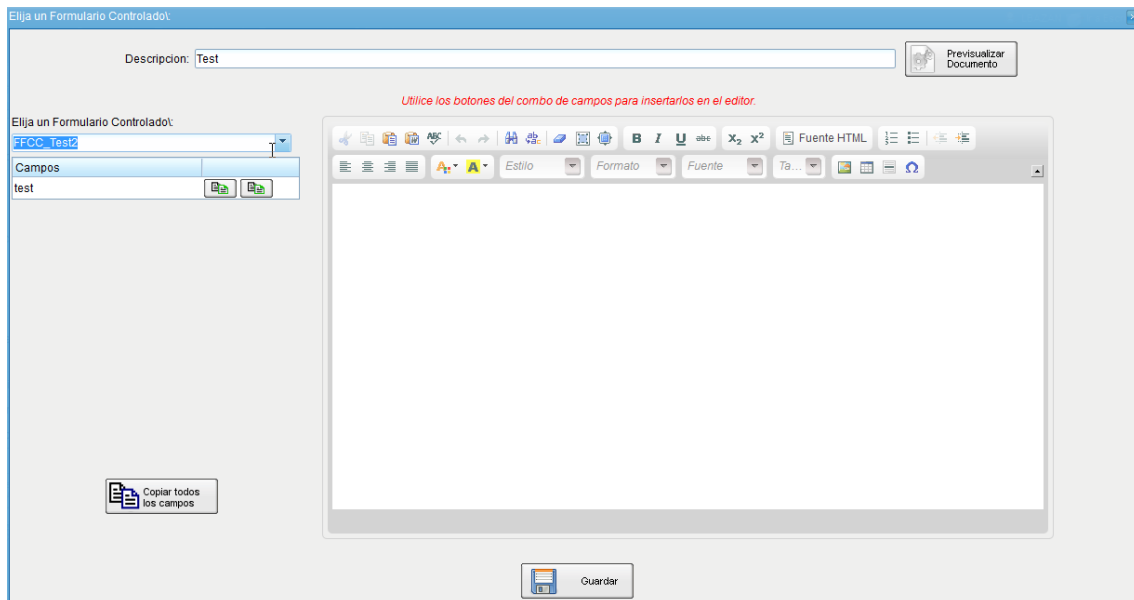 Elija un Formulario Controlado\:
Descripcion: Test
Previsualizar
Documento
Utilice los botones del combo de campos para insertarlos en el editor.
Elija un Formulario Controlado\:
FFCC_Test2
Campos
test
B I U abc X₂ X² Fuente HTML
Estilo Formato Fuente Ta...
Copiar todos
los campos
Guardar